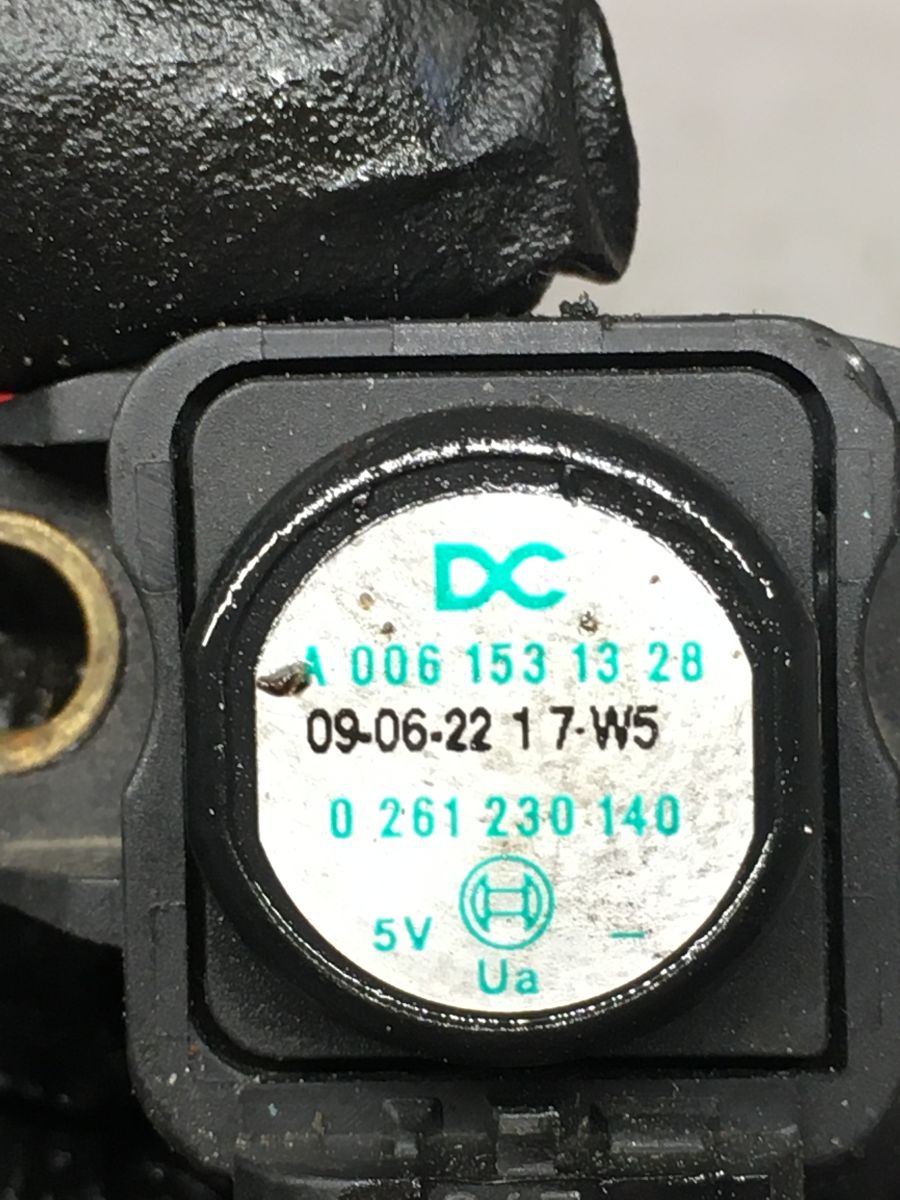 DC
A 006 153 13 28
09-06-22 1 7-W5
0 261 230 140
5V –
Ua